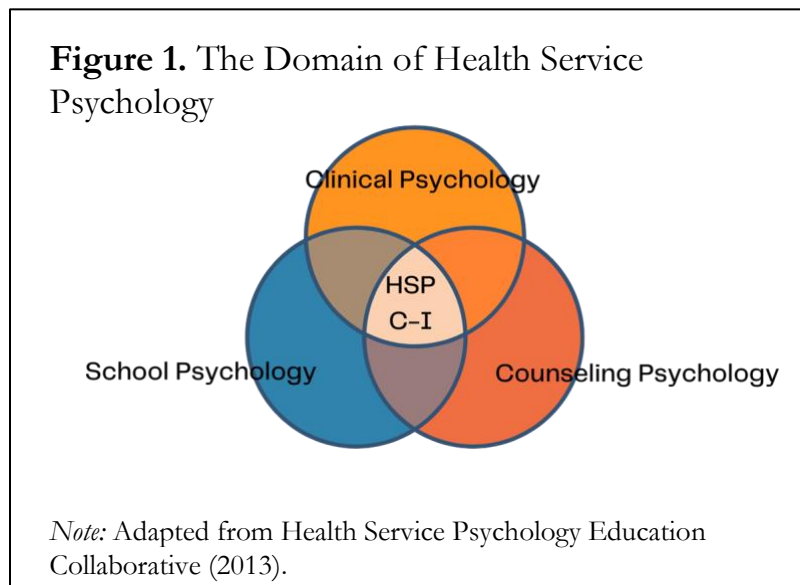 Figure 1. The Domain of Health Service
Psychology
Clinical Psychology
HSP
C-I
School Psychology
Counseling Psychology
Note: Adapted from Health Service Psychology Education
Collaborative (2013).